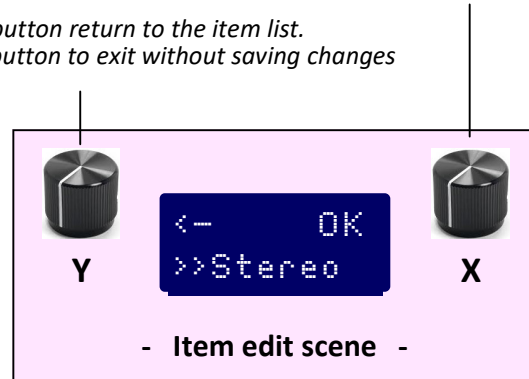 button return to the item list.
button to exit without saving changes
<- OK
>>Stereo
Y X
- Item edit scene -